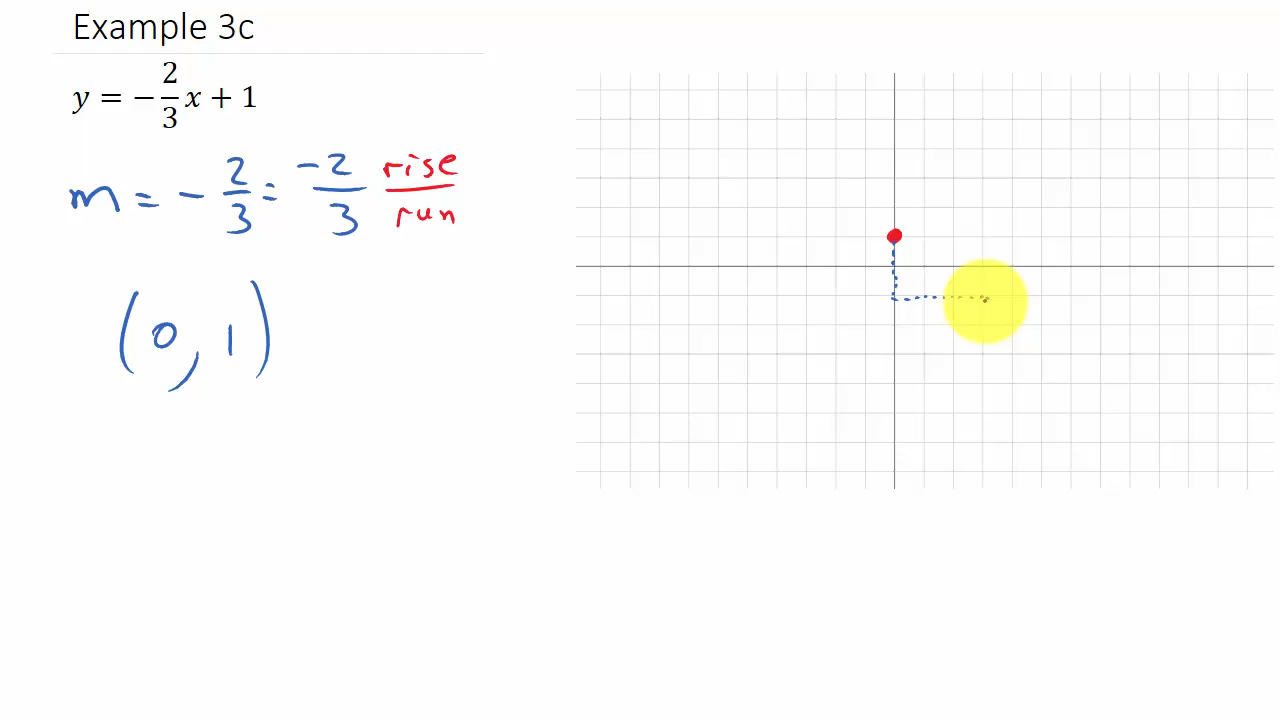 Example 3c
y = −2/3 x + 1
m = − 2/3 = −2/3 rise/run
(0, 1)